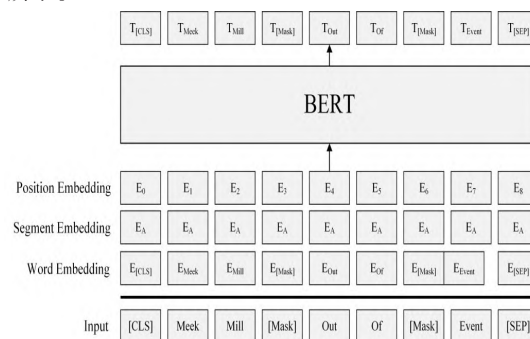 T[CLS] TMeek TMill T[Mask] TOut TOf T[Mask] TEvent T[SEP]
BERT
Position Embedding E0 E1 E2 E3 E4 E5 E6 E7 E8
Segment Embedding EA EA EA EA EA EA EA EA EA
Word Embedding E[CLS] EMeek EMill E[Mask] EOut EOf E[Mask] EEvent E[SEP]
Input [CLS] Meek Mill [Mask] Out Of [Mask] Event [SEP]